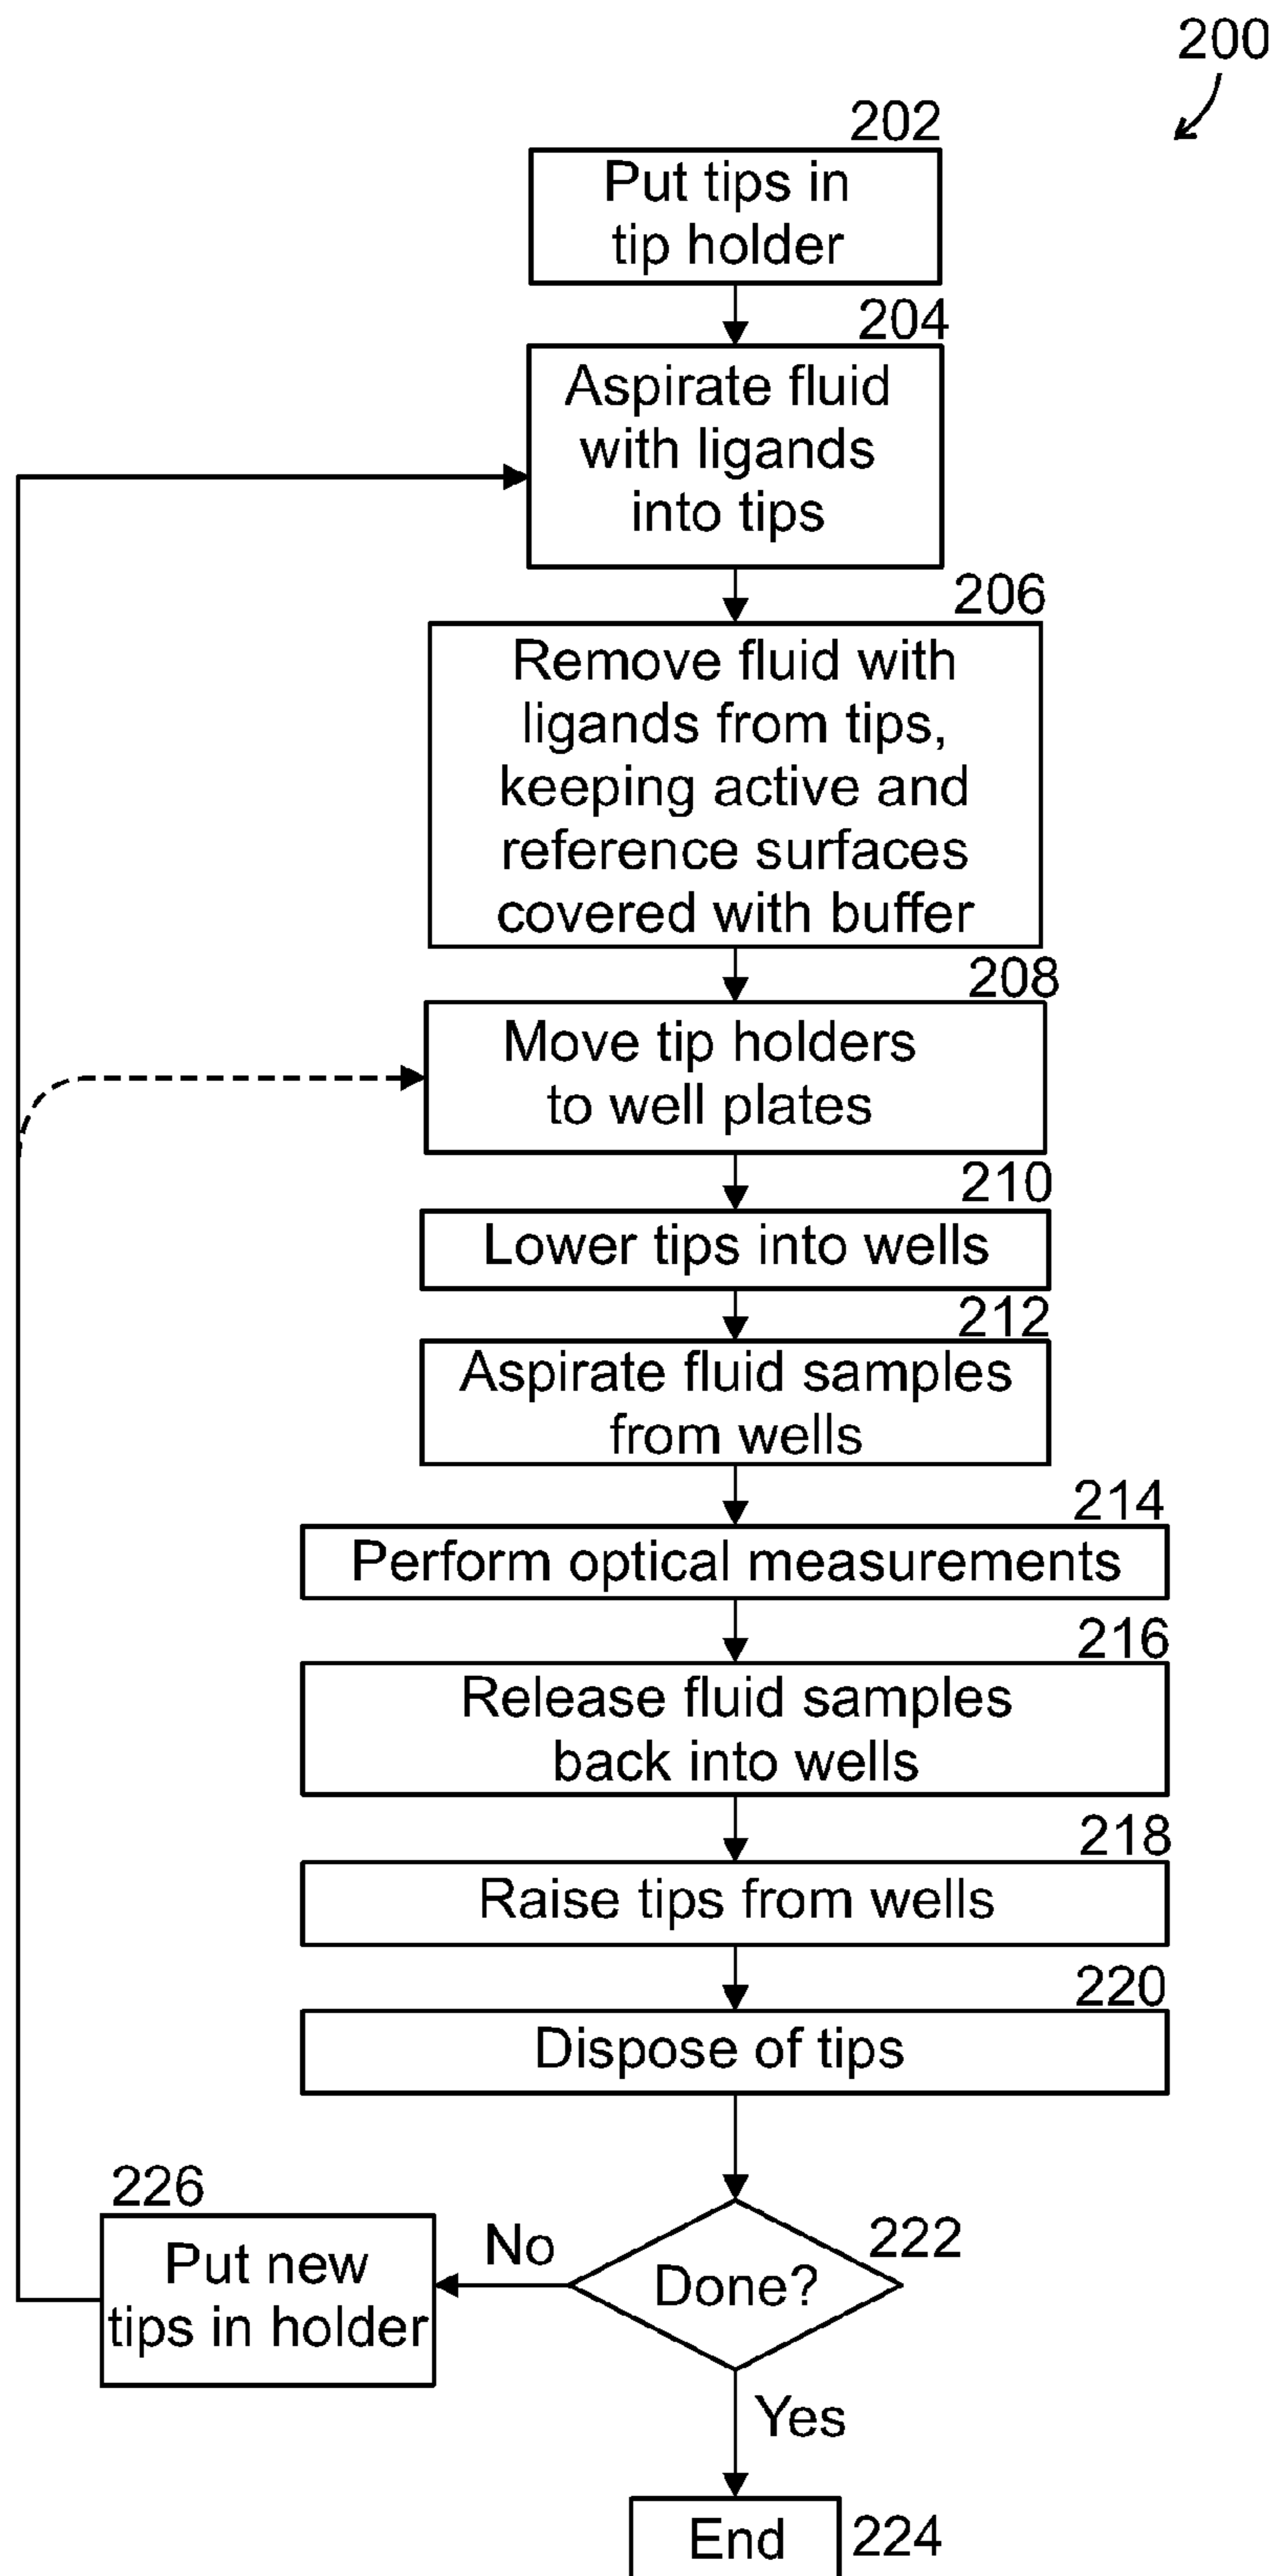 200
202
Put tips in
tip holder
204
Aspirate fluid
with ligands
into tips
206
Remove fluid with
ligands from tips,
keeping active and
reference surfaces
covered with buffer
208
Move tip holders
to well plates
210
Lower tips into wells
212
Aspirate fluid samples
from wells
214
Perform optical measurements
216
Release fluid samples
back into wells
218
Raise tips from wells
220
Dispose of tips
222
Done?
No
226
Put new
tips in holder
Yes
End
224